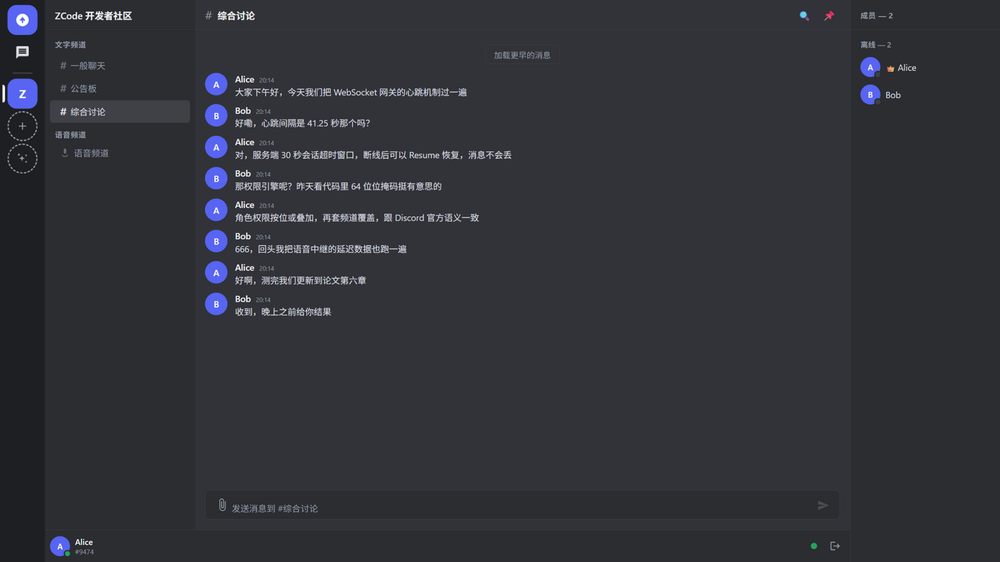 Z
ZCode 开发者社区
文字频道
# 一般聊天
# 公告板
# 综合讨论
语音频道
语音频道
# 综合讨论
加载更早的消息
A
Alice 20:14
大家下午好，今天我们把 WebSocket 网关的心跳机制过一遍
B
Bob 20:14
好嘞，心跳间隔是 41.25 秒那个吗？
A
Alice 20:14
对，服务端 30 秒会话超时窗口，断线后可以 Resume 恢复，消息不会丢
B
Bob 20:14
那权限引擎呢？昨天看代码里 64 位位掩码挺有意思的
A
Alice 20:14
角色权限按位或叠加，再套频道覆盖，跟 Discord 官方语义一致
B
Bob 20:14
666，回头我把语音中继的延迟数据也跑一遍
A
Alice 20:14
好啊，测完我们更新到论文第六章
B
Bob 20:14
收到，晚上之前给你结果
发送消息到 #综合讨论
A
Alice
#9474
成员 — 2
离线 — 2
A
Alice
B
Bob